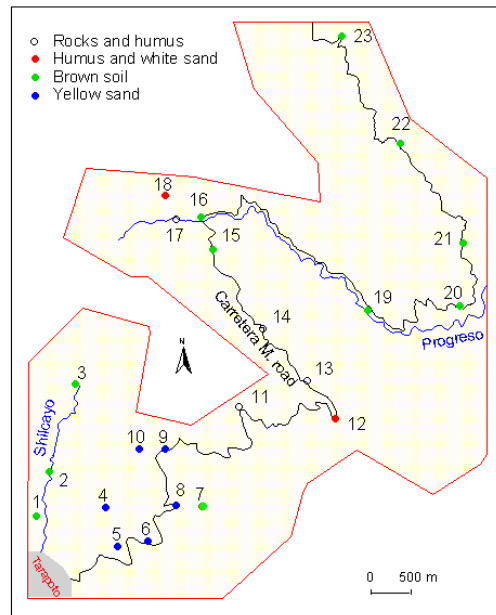 Rocks and humus
Humus and white sand
Brown soil
Yellow sand
23
22
18
16
17
15
21
20
19
14
Progreso
Carretera M. road
N
13
3
11
12
Shilcayo
10
9
2
1
4
8
7
5
6
Tarapoto
0 500 m